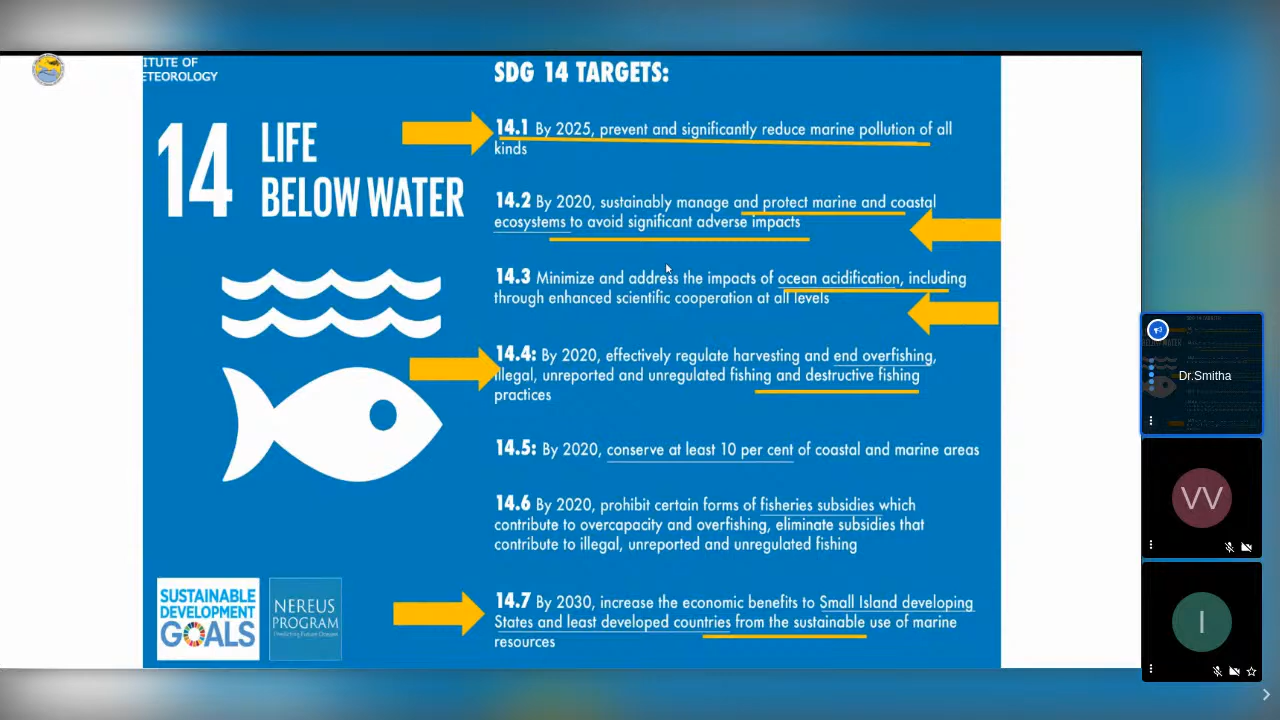 ITUTE OF
ETEOROLOGY
SDG 14 TARGETS:
14 LIFE
BELOW WATER
14.1 By 2025, prevent and significantly reduce marine pollution of all
kinds
14.2 By 2020, sustainably manage and protect marine and coastal
ecosystems to avoid significant adverse impacts
14.3 Minimize and address the impacts of ocean acidification, including
through enhanced scientific cooperation at all levels
14.4: By 2020, effectively regulate harvesting and end overfishing,
illegal, unreported and unregulated fishing and destructive fishing
practices
14.5: By 2020, conserve at least 10 per cent of coastal and marine areas
14.6 By 2020, prohibit certain forms of fisheries subsidies which
contribute to overcapacity and overfishing, eliminate subsidies that
contribute to illegal, unreported and unregulated fishing
14.7 By 2030, increase the economic benefits to Small Island developing
States and least developed countries from the sustainable use of marine
resources
SUSTAINABLE
DEVELOPMENT
GOALS
NEREUS
PROGRAM
Predicting Future Oceans
Dr.Smitha
VV
I